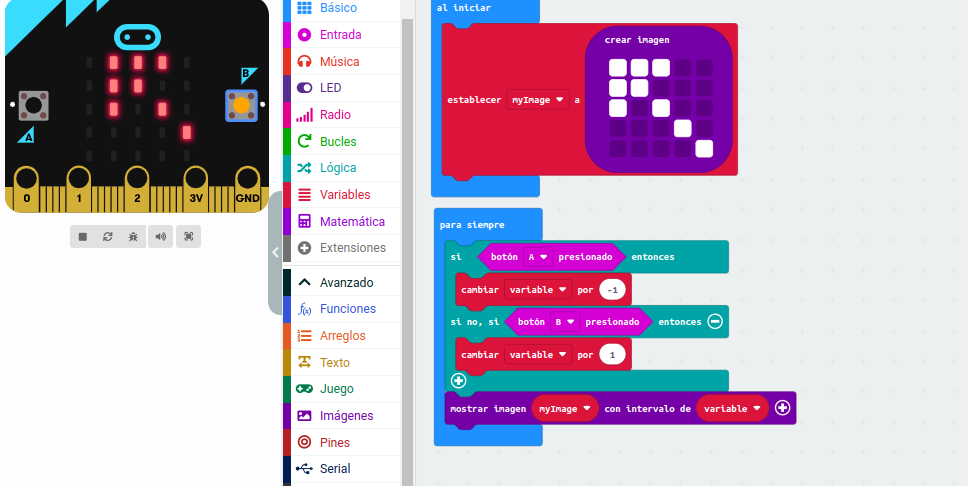 B
A
0
1
2
3V
GND
Básico
Entrada
Música
LED
Radio
Bucles
Lógica
Variables
Matemática
Extensiones
Avanzado
Funciones
Arreglos
Texto
Juego
Imágenes
Pines
Serial
al iniciar
crear imagen
establecer myImage a
para siempre
si botón A presionado entonces
cambiar variable por -1
si no, si botón B presionado entonces
cambiar variable por 1
mostrar imagen myImage con intervalo de variable